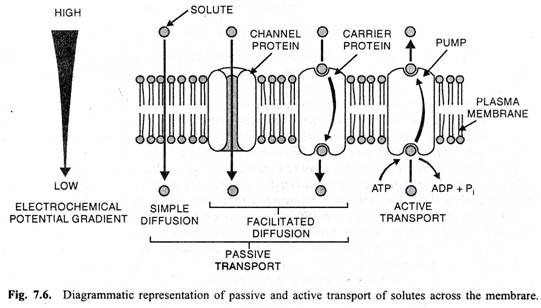 HIGH
SOLUTE
CHANNEL
PROTEIN
CARRIER
PROTEIN
PUMP
PLASMA
MEMBRANE
LOW
ELECTROCHEMICAL
POTENTIAL GRADIENT
SIMPLE
DIFFUSION
FACILITATED
DIFFUSION
PASSIVE
TRANSPORT
ATP
ADP + Pi
ACTIVE
TRANSPORT
Fig. 7.6. Diagrammatic representation of passive and active transport of solutes across the membrare.